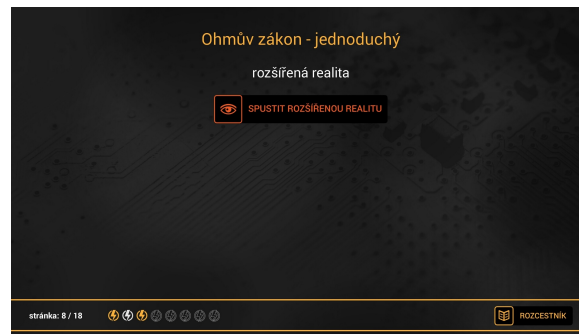 Ohmův zákon - jednoduchý
rozšířená realita
SPUSTIT ROZŠÍŘENOU REALITU
stránka: 8 / 18
ROZCESTNÍK